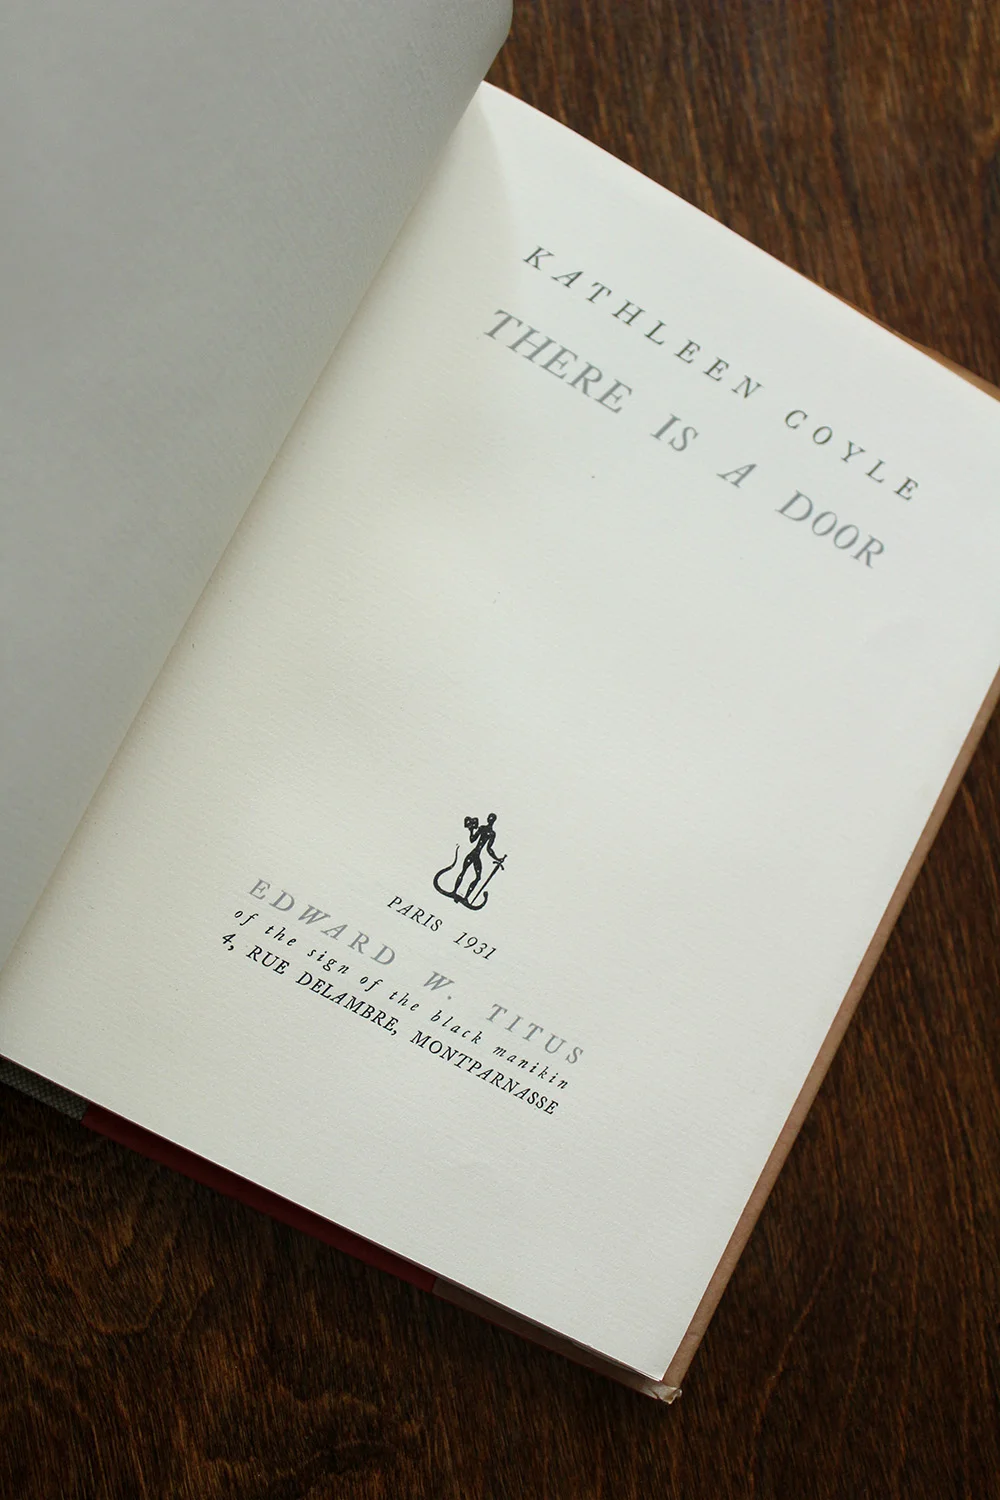 KATHLEEN COYLE
THERE IS A DOOR
PARIS 1931
EDWARD W. TITUS
of the sign of the black manikin
4, RUE DELAMBRE, MONTPARNASSE